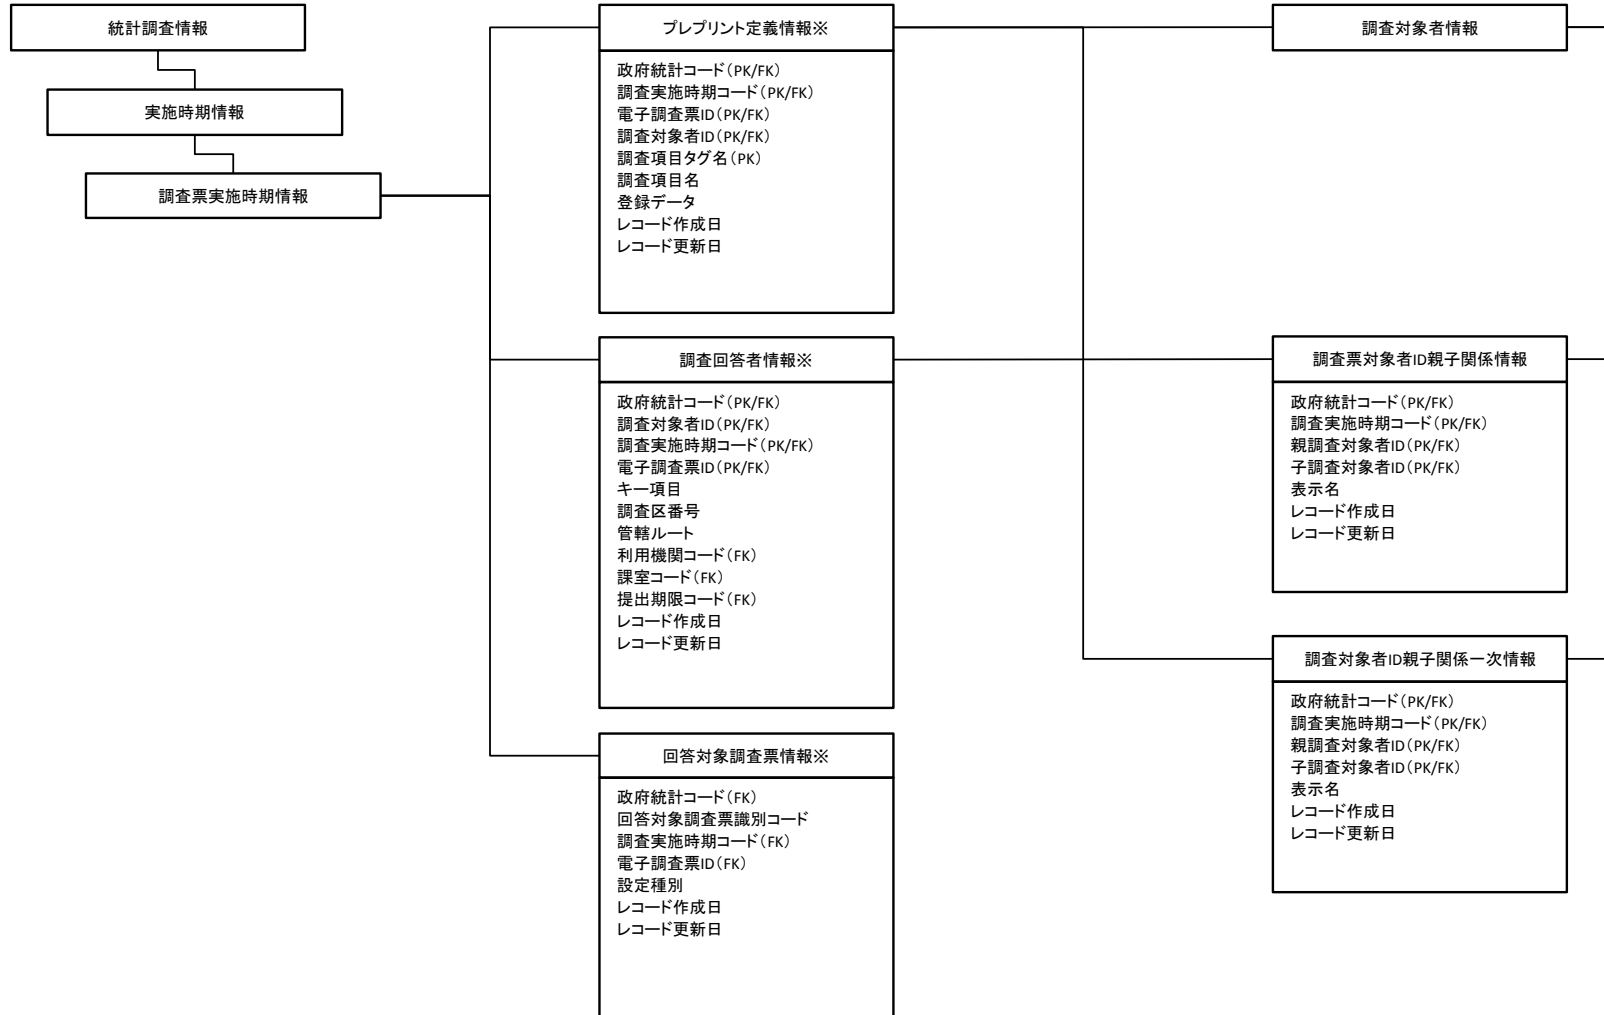 統計調査情報
実施時期情報
調査票実施時期情報
プレプリント定義情報※
政府統計コード(PK/FK)
調査実施時期コード(PK/FK)
電子調査票ID(PK/FK)
調査対象者ID(PK/FK)
調査項目タグ名(PK)
調査項目名
登録データ
レコード作成日
レコード更新日
調査回答者情報※
政府統計コード(PK/FK)
調査対象者ID(PK/FK)
調査実施時期コード(PK/FK)
電子調査票ID(PK/FK)
キー項目
調査区番号
管轄ルート
利用機関コード(FK)
課室コード(FK)
提出期限コード(FK)
レコード作成日
レコード更新日
回答対象調査票情報※
政府統計コード(FK)
回答対象調査票識別コード
調査実施時期コード(FK)
電子調査票ID(FK)
設定種別
レコード作成日
レコード更新日
調査対象者情報
調査票対象者ID親子関係情報
政府統計コード(PK/FK)
調査実施時期コード(PK/FK)
親調査対象者ID(PK/FK)
子調査対象者ID(PK/FK)
表示名
レコード作成日
レコード更新日
調査対象者ID親子関係一次情報
政府統計コード(PK/FK)
調査実施時期コード(PK/FK)
親調査対象者ID(PK/FK)
子調査対象者ID(PK/FK)
表示名
レコード作成日
レコード更新日